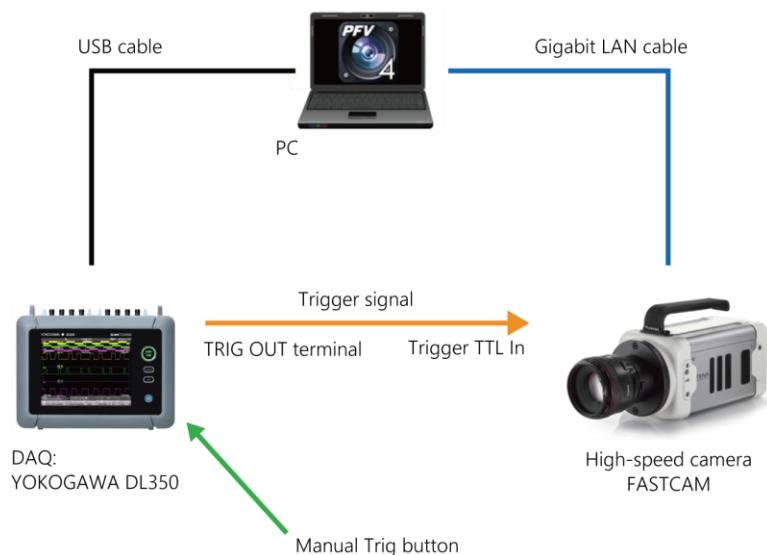 USB cable
Gigabit LAN cable
PFV
4
PC
Trigger signal
TRIG OUT terminal
Trigger TTL In
DAQ:
YOKOGAWA DL350
High-speed camera
FASTCAM
Manual Trig button